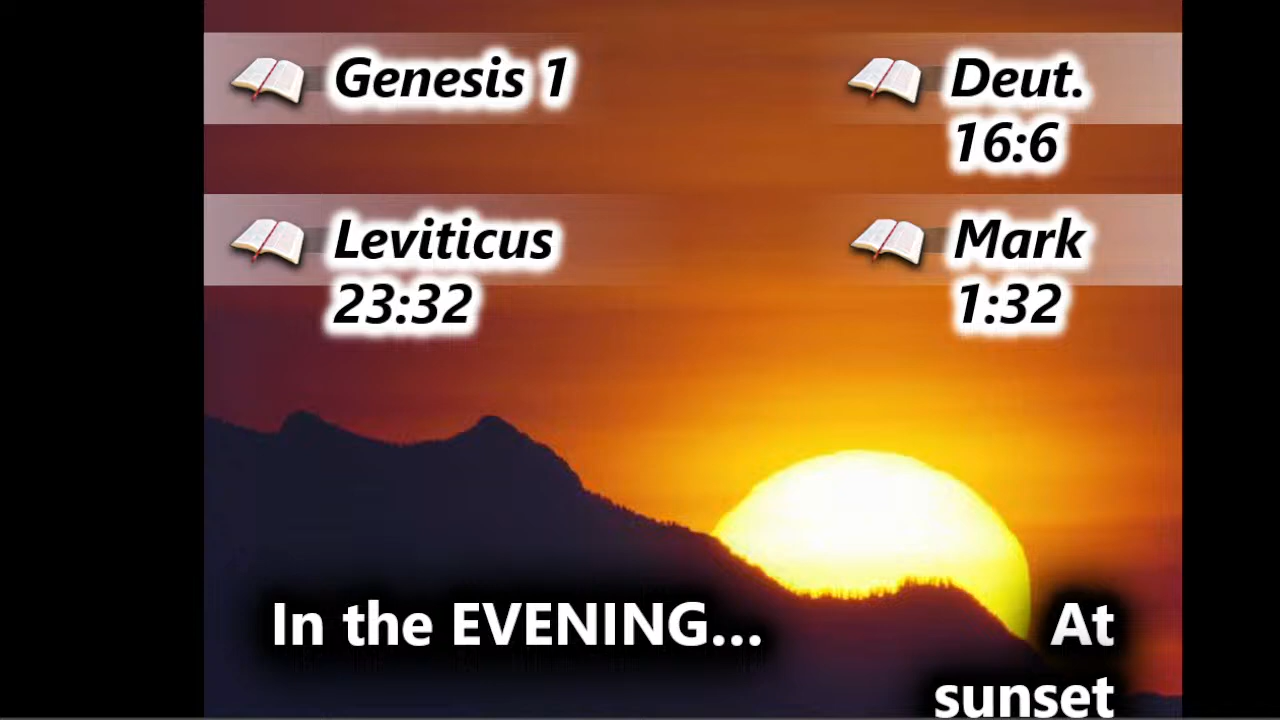 Genesis 1
Leviticus
23:32
Deut.
16:6
Mark
1:32
In the EVENING...
At
sunset